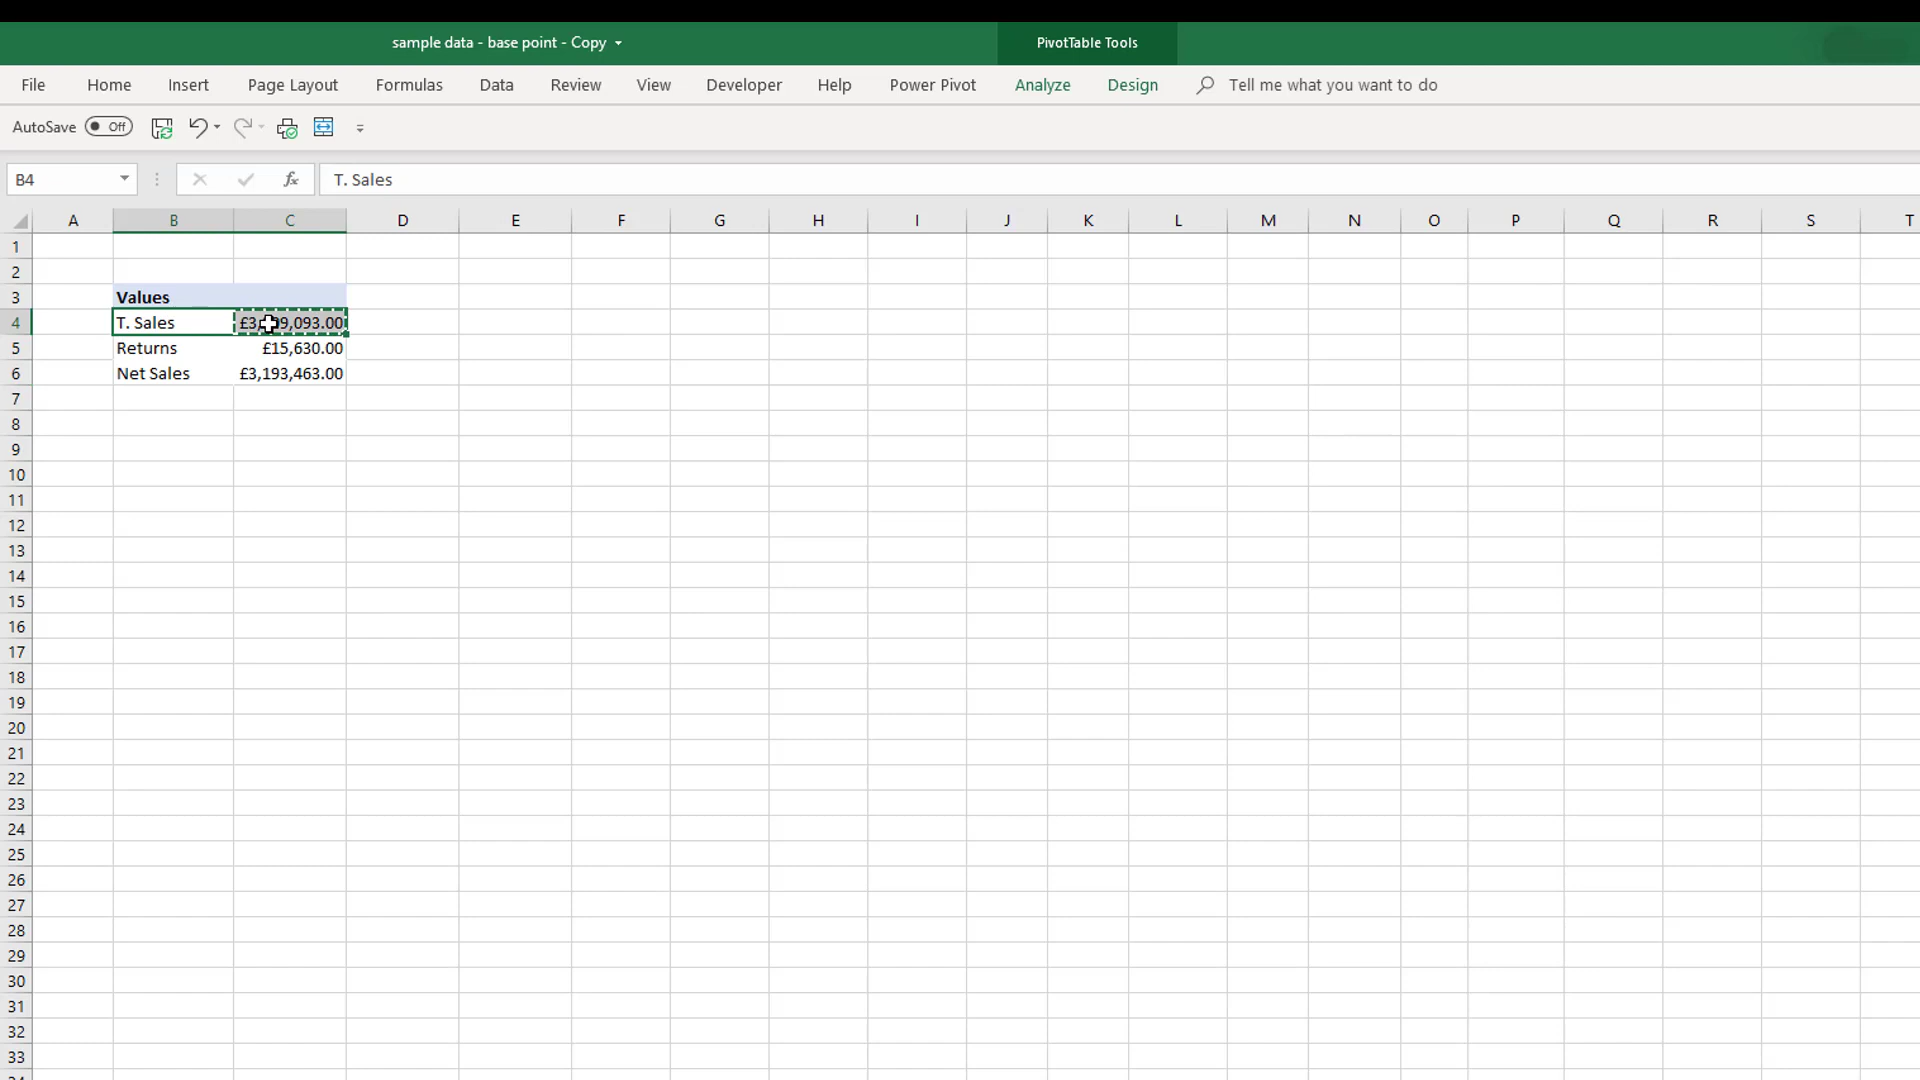 sample data - base point - Copy
PivotTable Tools
File Home Insert Page Layout Formulas Data Review View Developer Help Power Pivot Analyze Design Tell me what you want to do
AutoSave Off
B4 fx T. Sales
A B C D E F G H I J K L M N O P Q R S T
1
2
3 Values
4 T. Sales
5 Returns £15,630.00
6 Net Sales £3,193,463.00
7
8
9
10
11
12
13
14
15
16
17
18
19
20
21
22
23
24
25
26
27
28
29
30
31
32
33